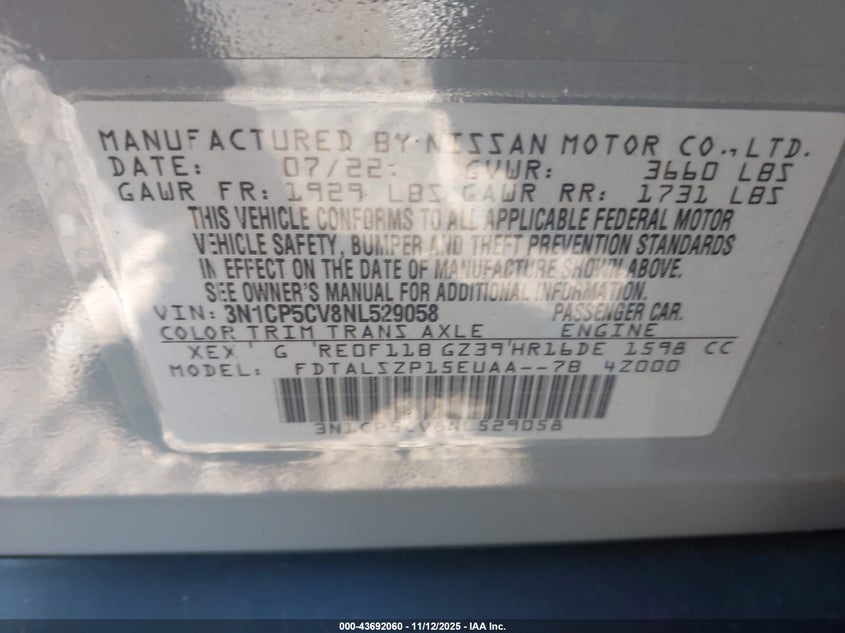 MANUFACTURED BY NISSAN MOTOR CO.,LTD.
DATE: 07/22 GVWR: 3660 LBS
GAWR FR: 1929 LBS GAWR RR: 1731 LBS
THIS VEHICLE CONFORMS TO ALL APPLICABLE FEDERAL MOTOR
VEHICLE SAFETY, BUMPER AND THEFT PREVENTION STANDARDS
IN EFFECT ON THE DATE OF MANUFACTURE SHOWN ABOVE.
SEE OWNER'S MANUAL FOR ADDITIONAL INFORMATION.
VIN: 3N1CP5CV8NL529058 PASSENGER CAR.
COLOR TRIM TRANS AXLE ENGINE
XEX G RE0F11B GZ39 HR16DE 1598 CC
MODEL: FDTALSZP15EUAA--7B 4Z000
3N1CP5CV8NL529058
000-43692060 - 11/12/2025 - IAA Inc.